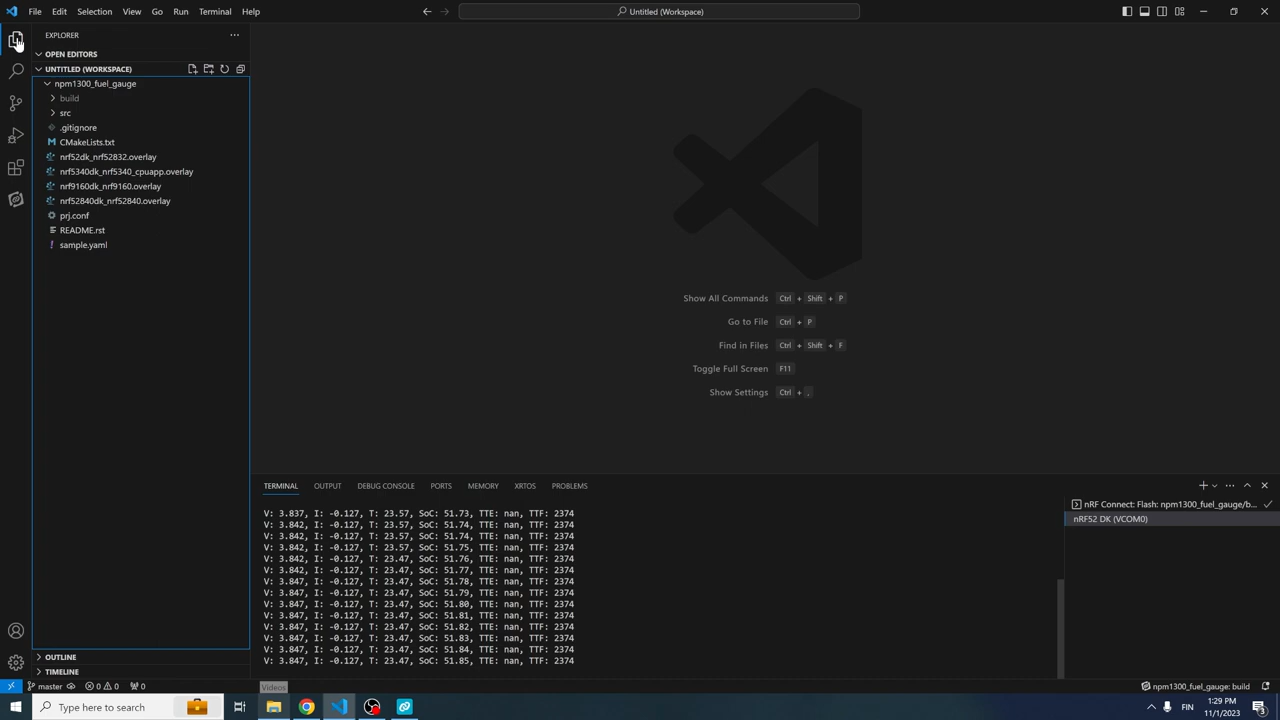 File Edit Selection View Go Run Terminal Help
Untitled (Workspace)
EXPLORER
OPEN EDITORS
UNTITLED (WORKSPACE)
npm1300_fuel_gauge
build
src
.gitignore
CMakeLists.txt
nrf52dk_nrf52832.overlay
nrf5340dk_nrf5340_cpuapp.overlay
nrf9160dk_nrf9160.overlay
nrf52840dk_nrf52840.overlay
prj.conf
README.rst
sample.yaml
Show All Commands Ctrl + Shift + P
Go to File Ctrl + P
Find in Files Ctrl + Shift + F
Toggle Full Screen F11
Show Settings Ctrl + ,
TERMINAL OUTPUT DEBUG CONSOLE PORTS MEMORY XRTOS PROBLEMS
V: 3.837, I: -0.127, T: 23.57, SoC: 51.73, TTE: nan, TTF: 2374
V: 3.842, I: -0.127, T: 23.57, SoC: 51.74, TTE: nan, TTF: 2374
V: 3.842, I: -0.127, T: 23.57, SoC: 51.74, TTE: nan, TTF: 2374
V: 3.842, I: -0.127, T: 23.57, SoC: 51.75, TTE: nan, TTF: 2374
V: 3.842, I: -0.127, T: 23.47, SoC: 51.76, TTE: nan, TTF: 2374
V: 3.842, I: -0.127, T: 23.47, SoC: 51.77, TTE: nan, TTF: 2374
V: 3.847, I: -0.127, T: 23.47, SoC: 51.78, TTE: nan, TTF: 2374
V: 3.847, I: -0.127, T: 23.47, SoC: 51.79, TTE: nan, TTF: 2374
V: 3.847, I: -0.127, T: 23.47, SoC: 51.80, TTE: nan, TTF: 2374
V: 3.847, I: -0.127, T: 23.47, SoC: 51.81, TTE: nan, TTF: 2374
V: 3.847, I: -0.127, T: 23.47, SoC: 51.82, TTE: nan, TTF: 2374
V: 3.847, I: -0.127, T: 23.47, SoC: 51.83, TTE: nan, TTF: 2374
V: 3.847, I: -0.127, T: 23.47, SoC: 51.84, TTE: nan, TTF: 2374
V: 3.847, I: -0.127, T: 23.47, SoC: 51.85, TTE: nan, TTF: 2374
nRF Connect: Flash: npm1300_fuel_gauge/b...
nRF52 DK (VCOM0)
OUTLINE
TIMELINE
master 0 0 0
Videos
npm1300_fuel_gauge: build
Type here to search
FIN
1:29 PM
11/1/2023
3